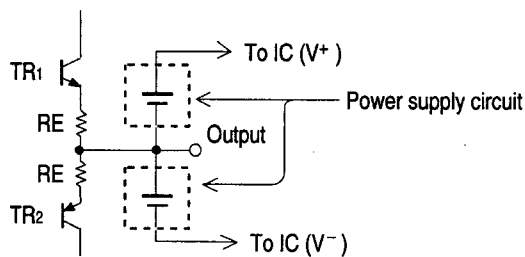 To IC (V+)
TR1
RE
Power supply circuit
Output
RE
TR2
To IC (V−)